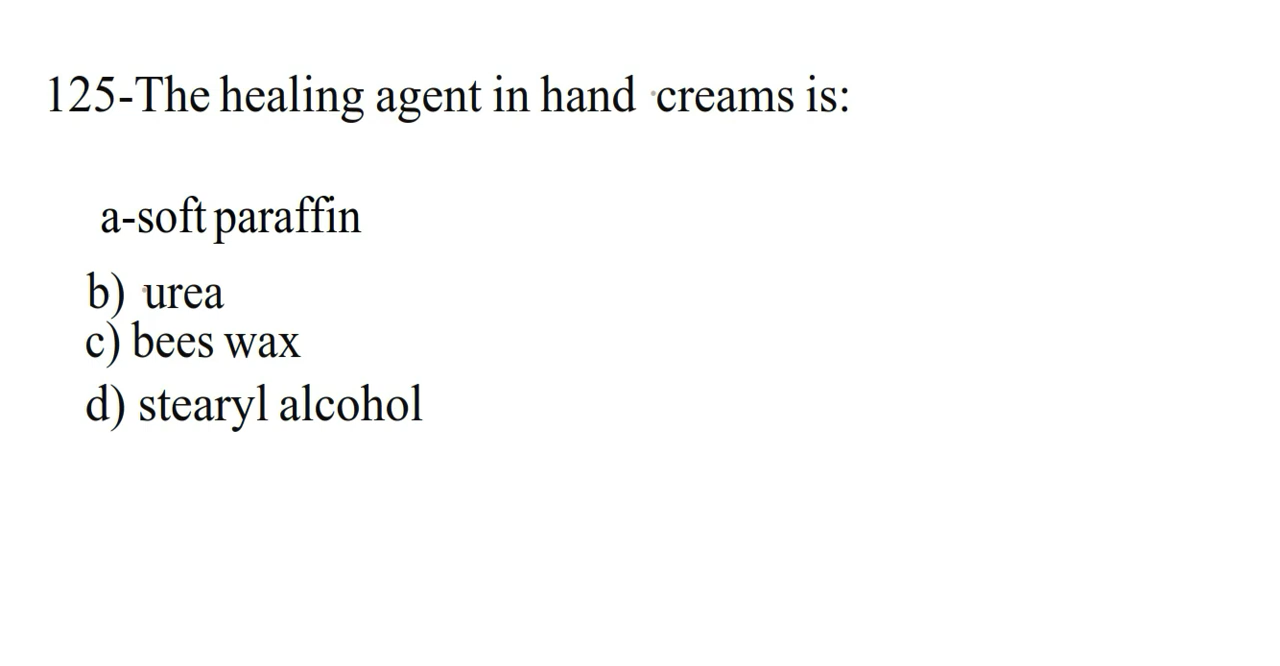 125-The healing agent in hand creams is:
a-soft paraffin
b) urea
c) bees wax
d) stearyl alcohol